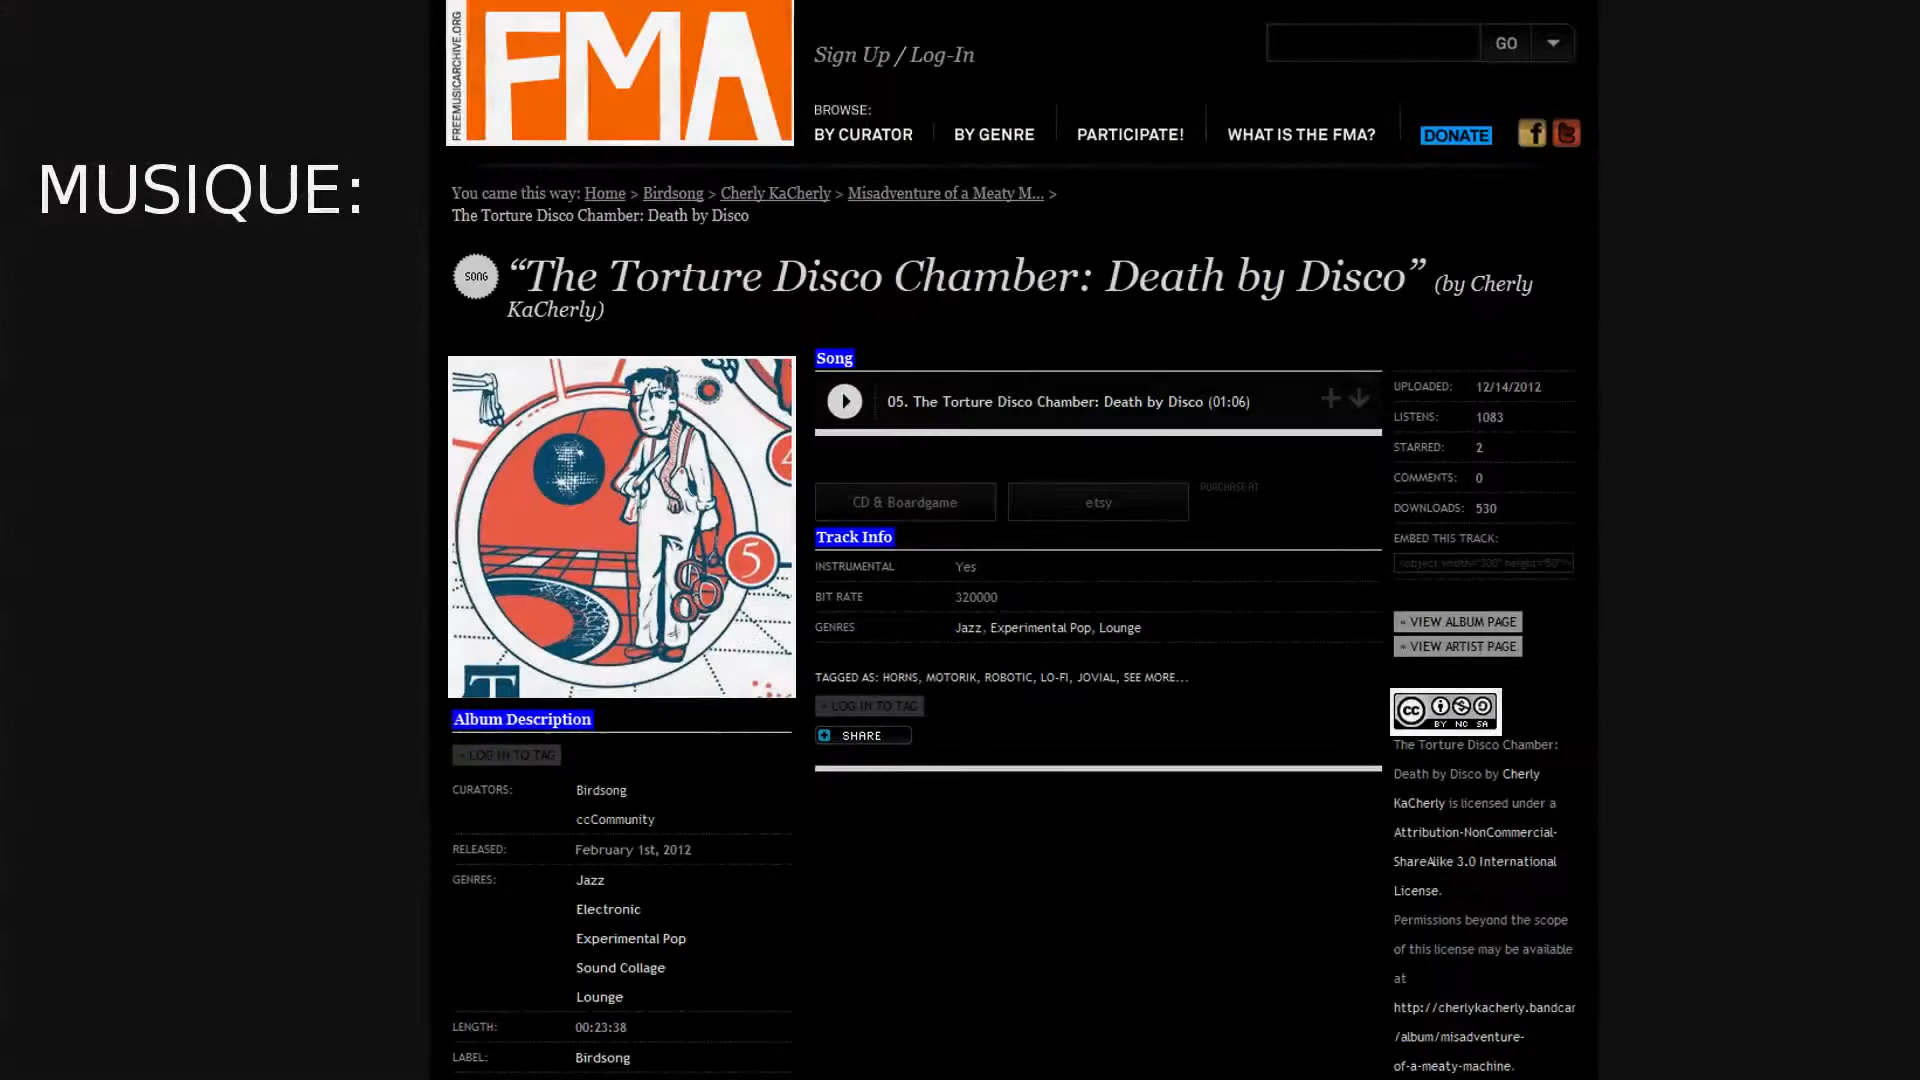 MUSIQUE:
FREEMUSICARCHIVE.ORG
FMA
Sign Up / Log-In
GO
BROWSE:
BY CURATOR
BY GENRE
PARTICIPATE!
WHAT IS THE FMA?
DONATE
You came this way: Home > Birdsong > Cherly KaCherly > Misadventure of a Meaty M... >
The Torture Disco Chamber: Death by Disco
SONG
“The Torture Disco Chamber: Death by Disco” (by Cherly
KaCherly)
4
5
T
Song
05. The Torture Disco Chamber: Death by Disco (01:06)
CD & Boardgame
etsy
PURCHASE AT
Track Info
INSTRUMENTAL Yes
BIT RATE 320000
GENRES Jazz, Experimental Pop, Lounge
TAGGED AS: HORNS, MOTORIK, ROBOTIC, LO-FI, JOVIAL, SEE MORE...
» LOG IN TO TAG
SHARE
Album Description
» LOG IN TO TAG
CURATORS: Birdsong
ccCommunity
RELEASED: February 1st, 2012
GENRES: Jazz
Electronic
Experimental Pop
Sound Collage
Lounge
LENGTH: 00:23:38
LABEL: Birdsong
UPLOADED: 12/14/2012
LISTENS: 1083
STARRED: 2
COMMENTS: 0
DOWNLOADS: 530
EMBED THIS TRACK:
<object width="300" height="50">
» VIEW ALBUM PAGE
» VIEW ARTIST PAGE
CC BY NC SA
The Torture Disco Chamber:
Death by Disco by Cherly
KaCherly is licensed under a
Attribution-NonCommercial-
ShareAlike 3.0 International
License.
Permissions beyond the scope
of this license may be available
at
http://cherlykacherly.bandcar
/album/misadventure-
of-a-meaty-machine.